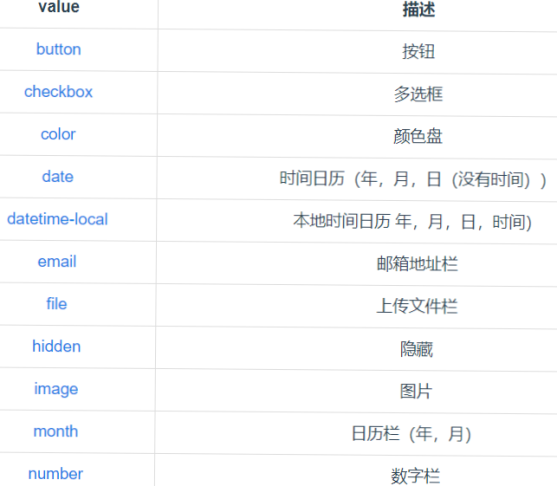 value 描述
button 按钮
checkbox 多选框
color 颜色盘
date 时间日历（年，月，日（没有时间））
datetime-local 本地时间日历 年，月，日，时间)
email 邮箱地址栏
file 上传文件栏
hidden 隐藏
image 图片
month 日历栏（年，月）
number 数字栏